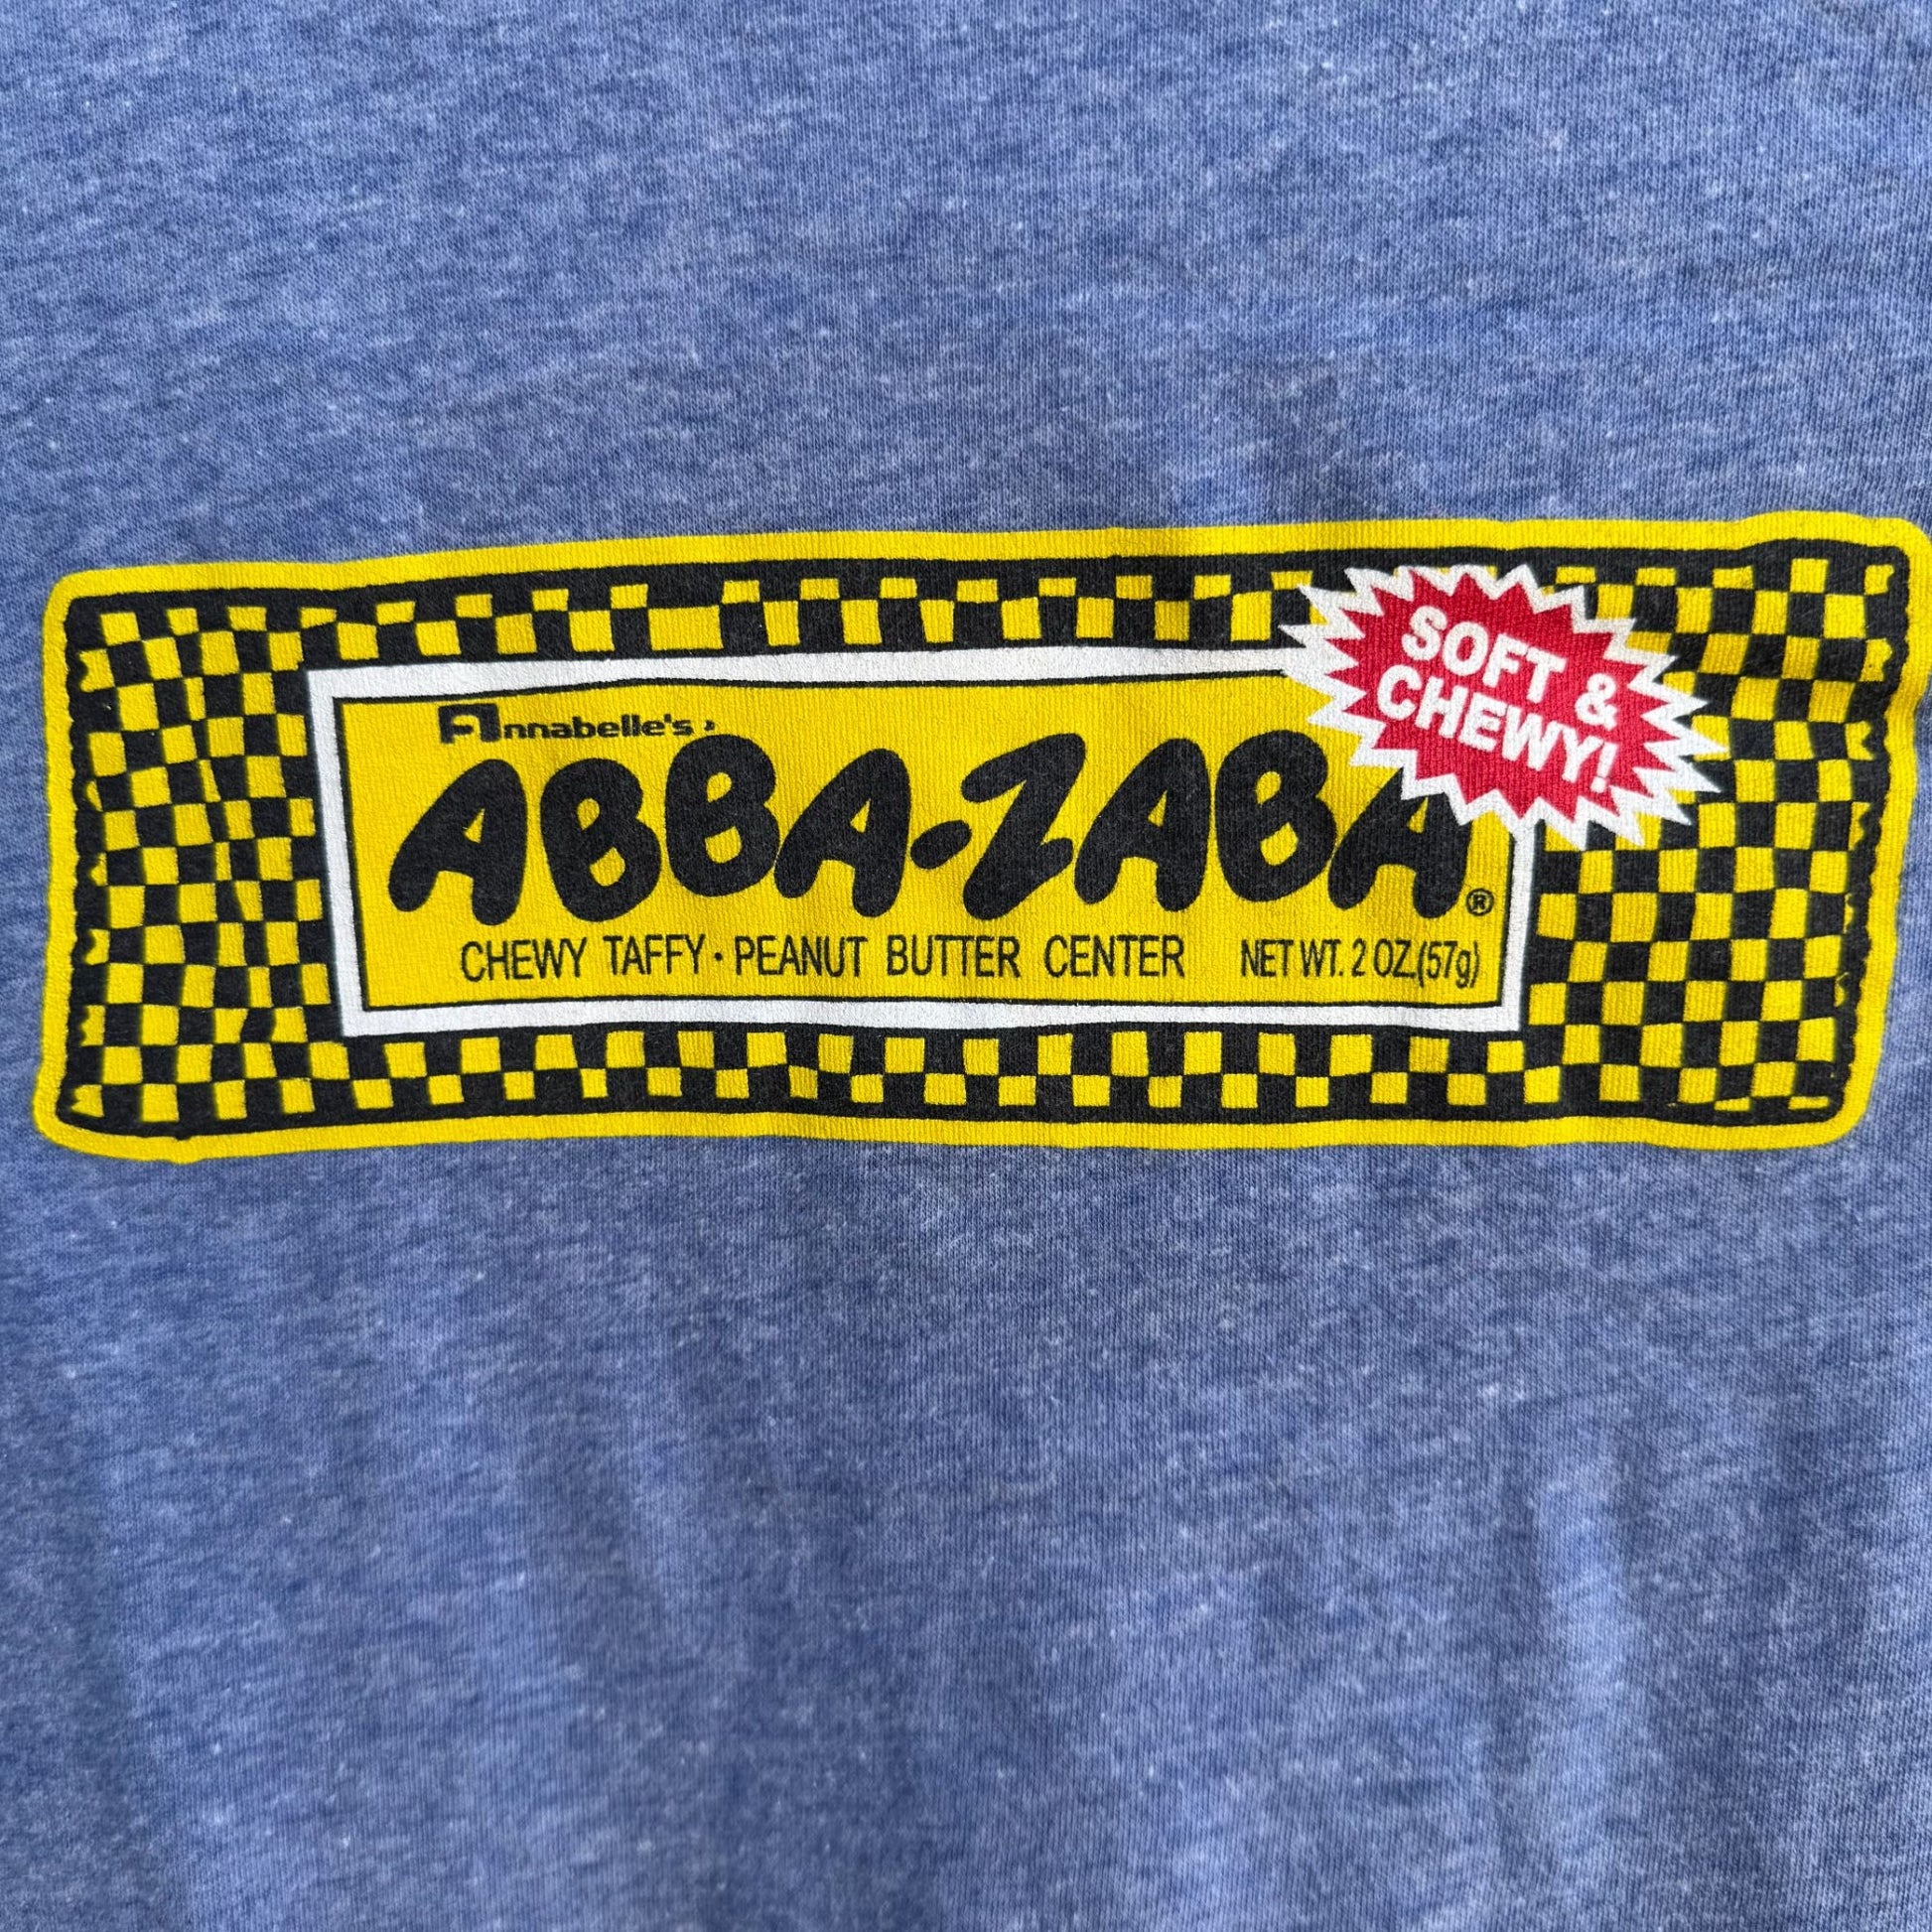 Annabelle's
ABBA-ZABA®
CHEWY TAFFY · PEANUT BUTTER CENTER NET WT. 2 OZ.(57g)
SOFT &
CHEWY!